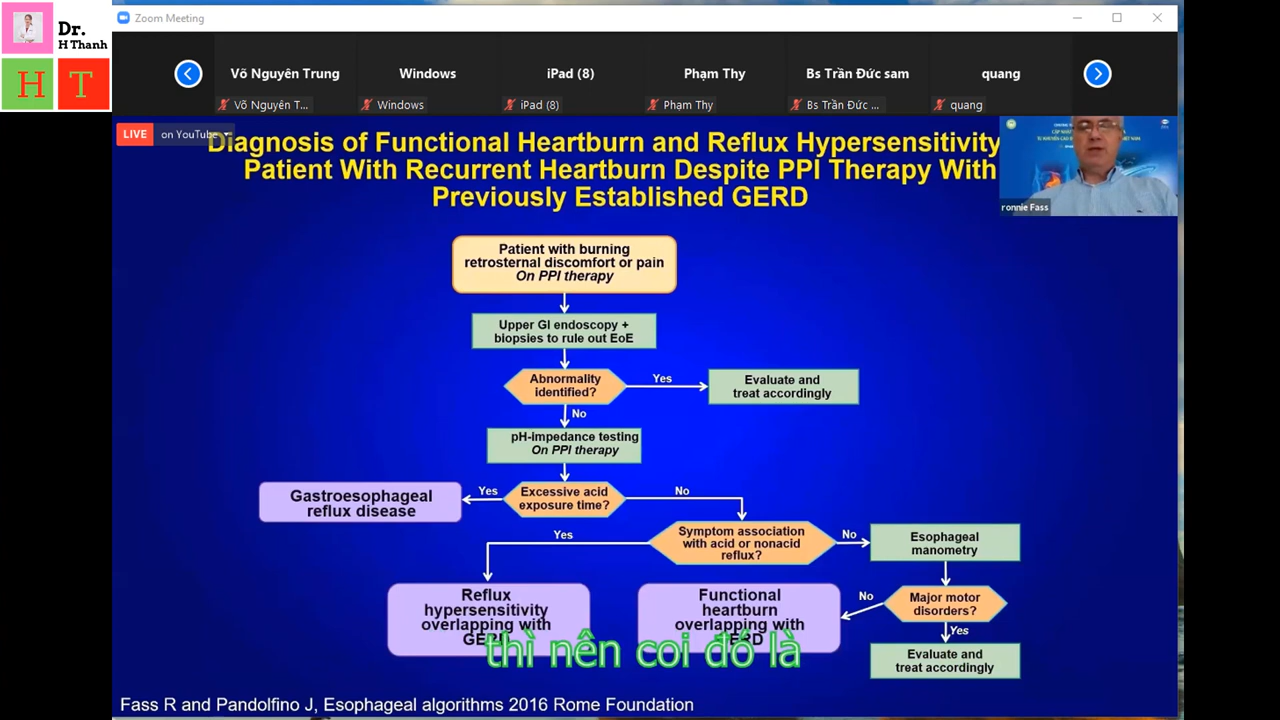 Dr.
H Thanh
H T
Zoom Meeting
Võ Nguyên Trung
Windows
iPad (8)
Phạm Thy
Bs Trần Đức sam
quang
Võ Nguyên T...
Windows
iPad (8)
Phạm Thy
Bs Trần Đức ...
quang
LIVE
on YouTube
Diagnosis of Functional Heartburn and Reflux Hypersensitivity
Patient With Recurrent Heartburn Despite PPI Therapy With
Previously Established GERD
ronnie Fass
Patient with burning
retrosternal discomfort or pain
On PPI therapy
Upper GI endoscopy +
biopsies to rule out EoE
Abnormality
identified?
Yes
Evaluate and
treat accordingly
No
pH-impedance testing
On PPI therapy
Gastroesophageal
reflux disease
Yes
Excessive acid
exposure time?
No
Symptom association
with acid or nonacid
reflux?
Yes
No
Esophageal
manometry
Reflux
hypersensitivity
overlapping with
GERD
Functional
heartburn
overlapping with
GERD
No
Major motor
disorders?
Yes
Evaluate and
treat accordingly
thì nên coi đó là
Fass R and Pandolfino J, Esophageal algorithms 2016 Rome Foundation